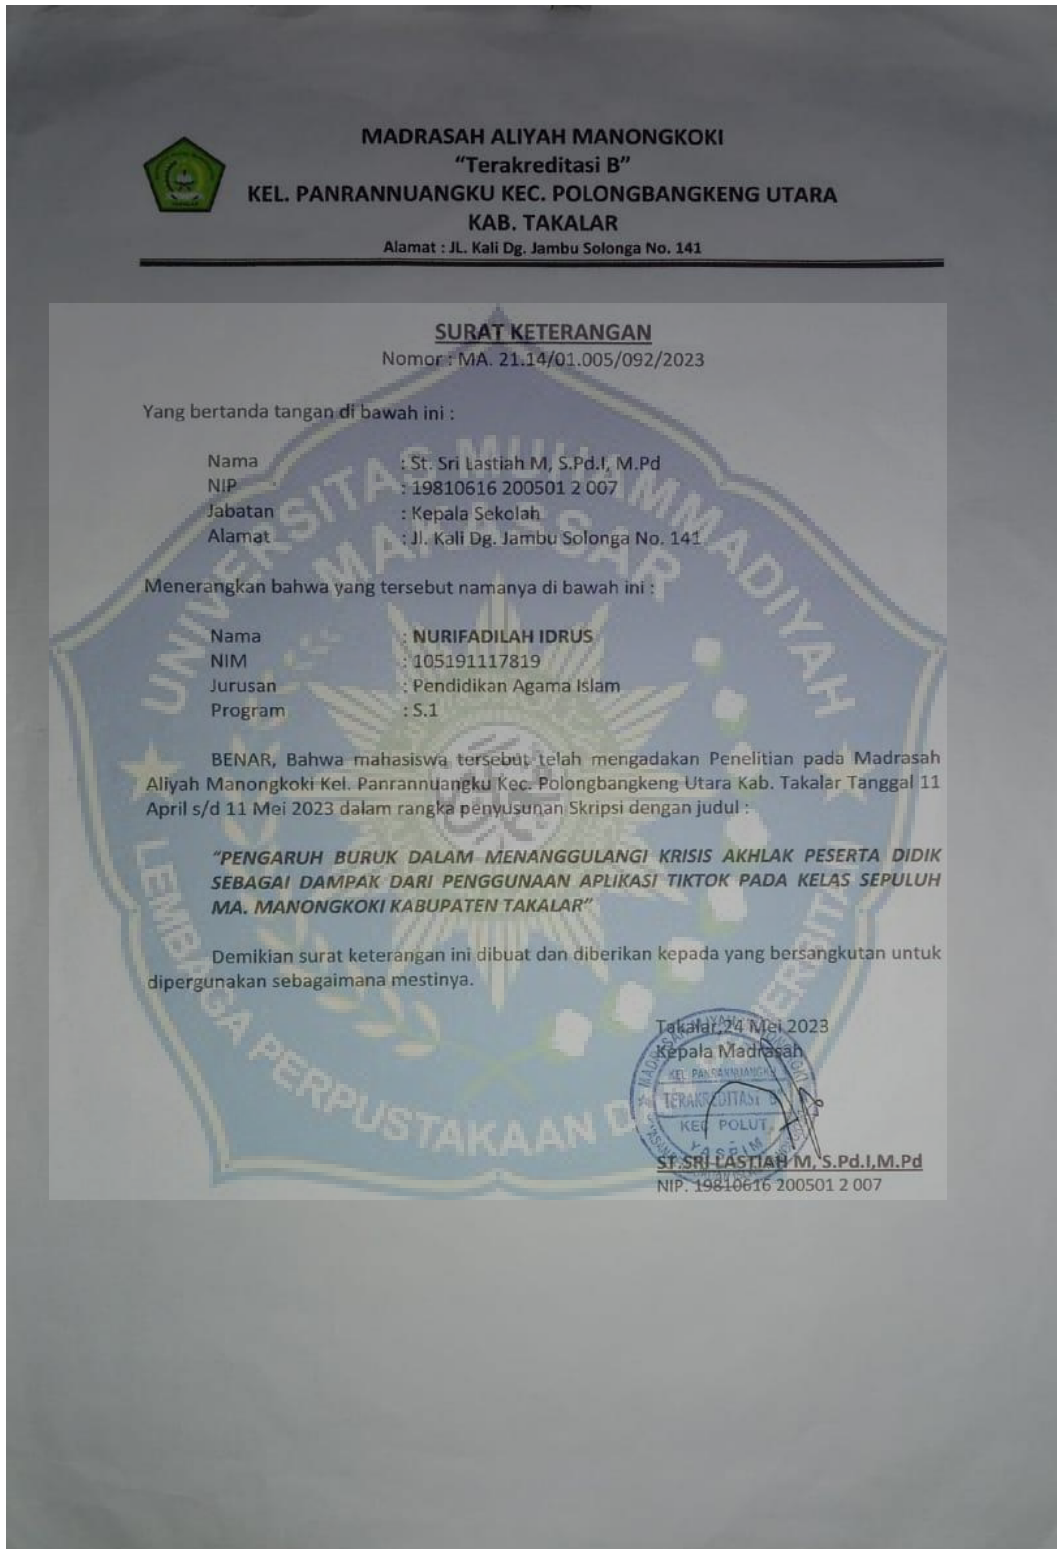 MADRASAH ALIYAH MANONGKOKI
“Terakreditasi B”
KEL. PANRANNUANGKU KEC. POLONGBANGKENG UTARA
KAB. TAKALAR
Alamat : JL. Kali Dg. Jambu Solonga No. 141
SURAT KETERANGAN
Nomor : MA. 21.14/01.005/092/2023
Yang bertanda tangan di bawah ini :
Nama : St. Sri Lastiah M, S.Pd.I, M.Pd
NIP : 19810616 200501 2 007
Jabatan : Kepala Sekolah
Alamat : Jl. Kali Dg. Jambu Solonga No. 141
Menerangkan bahwa yang tersebut namanya di bawah ini :
Nama : NURIFADILAH IDRUS
NIM : 105191117819
Jurusan : Pendidikan Agama Islam
Program : S.1
BENAR, Bahwa mahasiswa tersebut telah mengadakan Penelitian pada Madrasah
Aliyah Manongkoki Kel. Panrannuangku Kec. Polongbangkeng Utara Kab. Takalar Tanggal 11
April s/d 11 Mei 2023 dalam rangka penyusunan Skripsi dengan judul :
“PENGARUH BURUK DALAM MENANGGULANGI KRISIS AKHLAK PESERTA DIDIK
SEBAGAI DAMPAK DARI PENGGUNAAN APLIKASI TIKTOK PADA KELAS SEPULUH
MA. MANONGKOKI KABUPATEN TAKALAR”
Demikian surat keterangan ini dibuat dan diberikan kepada yang bersangkutan untuk
dipergunakan sebagaimana mestinya.
Takalar,24 Mei 2023
Kepala Madrasah
KEL PANRANNUANGKU
TERAKREDITASI B
KEC POLUT
YASPIM
ST.SRI LASTIAH M, S.Pd.I,M.Pd
NIP. 19810616 200501 2 007
UNIVERSITAS MUHAMMADIYAH
MAKASSAR
LEMBAGA PERPUSTAKAAN DAN